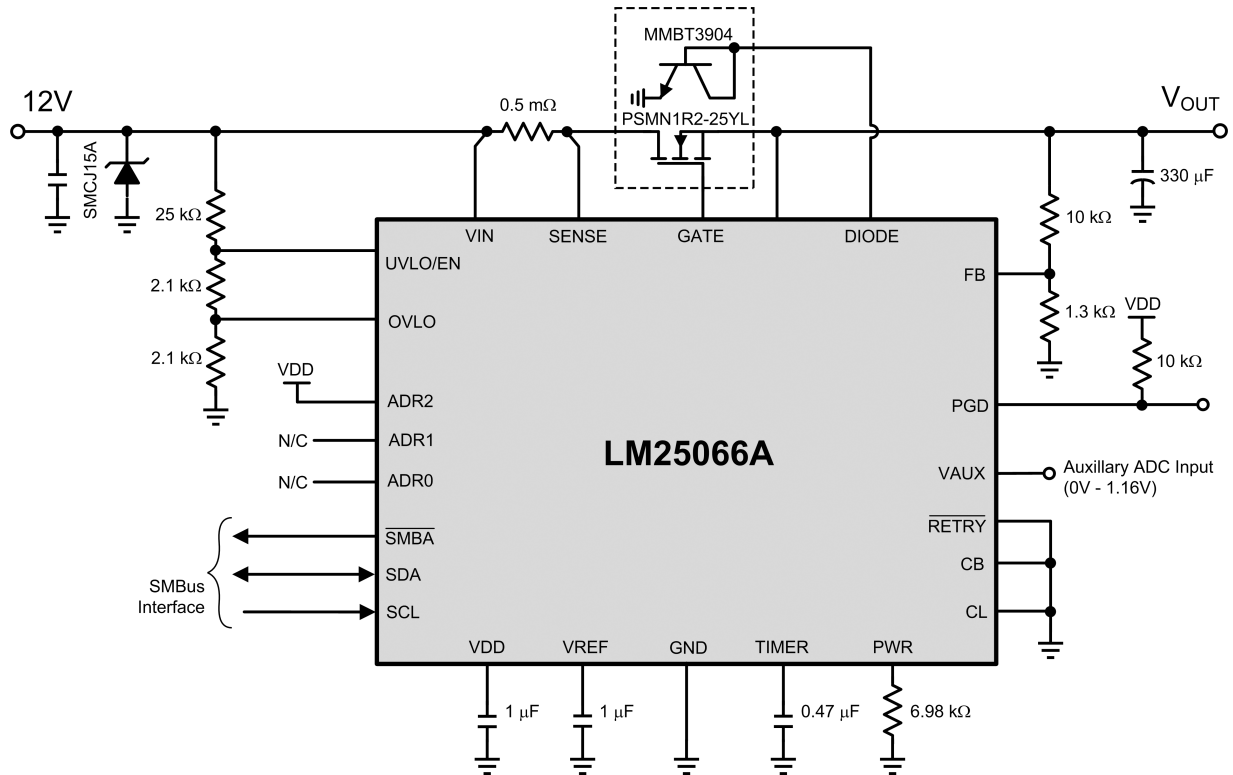 MMBT3904
12V
0.5 mΩ
PSMN1R2-25YL
VOUT
SMCJ15A
330 µF
25 kΩ
10 kΩ
VIN
SENSE
GATE
DIODE
UVLO/EN
FB
2.1 kΩ
1.3 kΩ
VDD
OVLO
2.1 kΩ
10 kΩ
VDD
ADR2
PGD
N/C
ADR1
LM25066A
VAUX
Auxillary ADC Input
(0V - 1.16V)
N/C
ADR0
RETRY
SMBA
CB
SMBus
Interface
SDA
SCL
CL
VDD
VREF
GND
TIMER
PWR
1 µF
1 µF
0.47 µF
6.98 kΩ